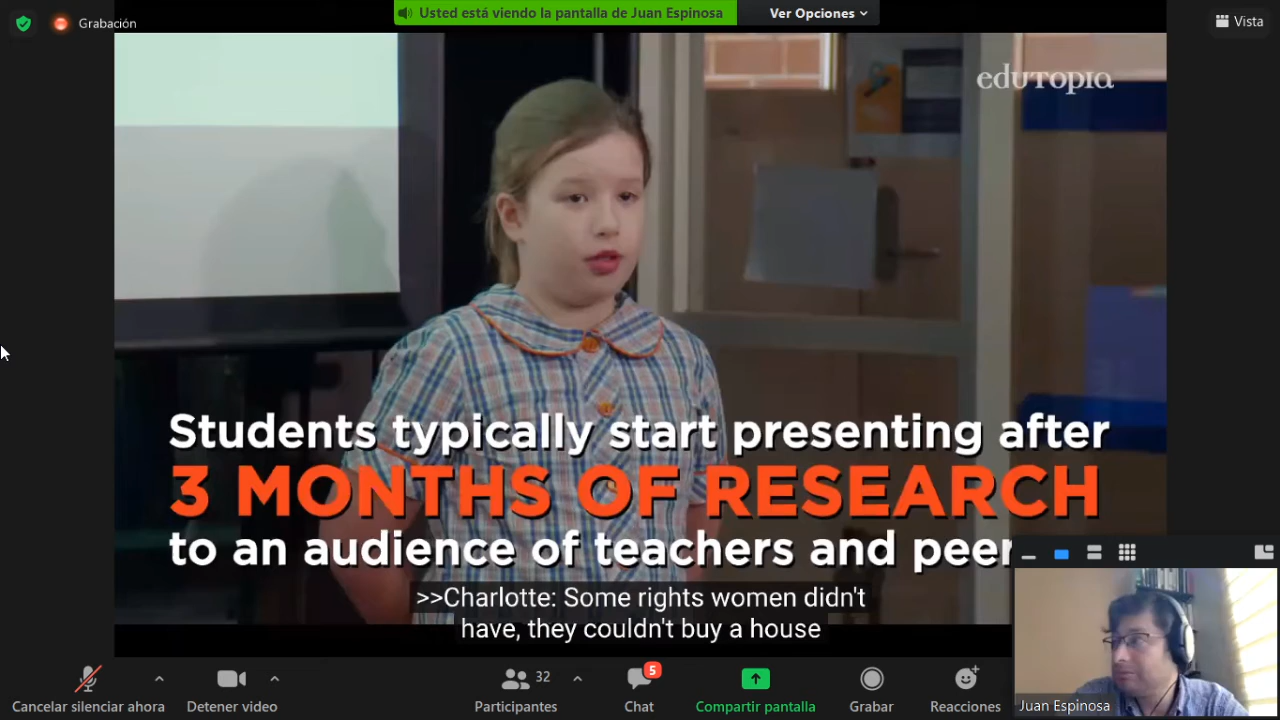 Grabación
Usted está viendo la pantalla de Juan Espinosa
Ver Opciones
Vista
edutopia
Students typically start presenting after
3 MONTHS OF RESEARCH
to an audience of teachers and peer
>>Charlotte: Some rights women didn't
have, they couldn't buy a house
Juan Espinosa
Cancelar silenciar ahora
Detener video
32
Participantes
5
Chat
Compartir pantalla
Grabar
Reacciones